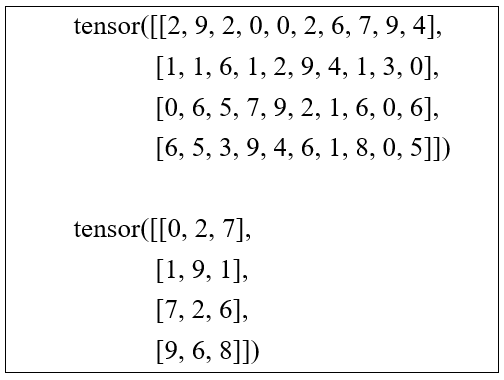 tensor([[2, 9, 2, 0, 0, 2, 6, 7, 9, 4],
[1, 1, 6, 1, 2, 9, 4, 1, 3, 0],
[0, 6, 5, 7, 9, 2, 1, 6, 0, 6],
[6, 5, 3, 9, 4, 6, 1, 8, 0, 5]])
tensor([[0, 2, 7],
[1, 9, 1],
[7, 2, 6],
[9, 6, 8]])